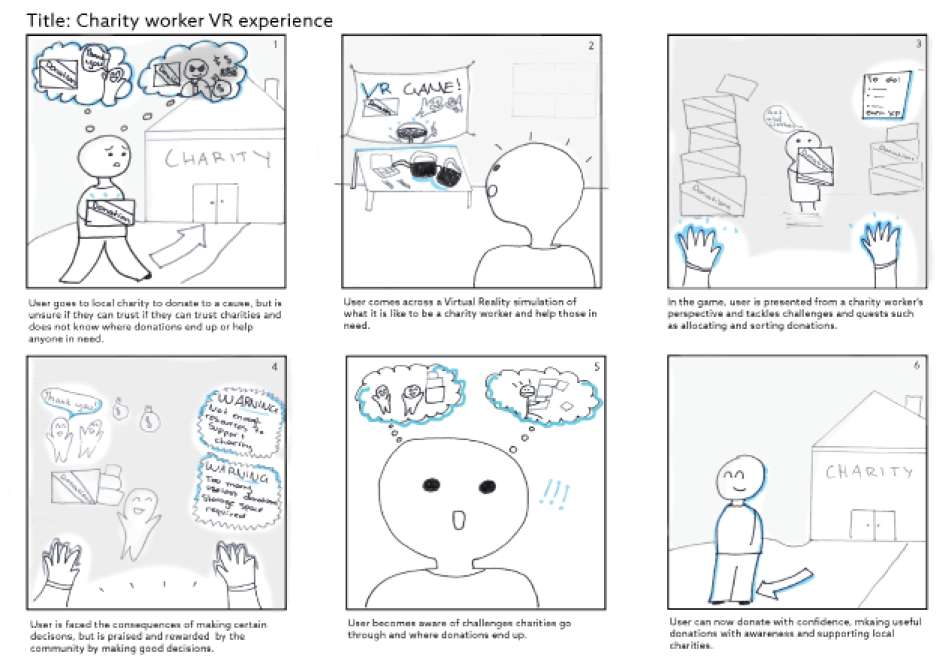 Title: Charity worker VR experience
1
Donation
Thank you!
CHARITY
Donation
User goes to local charity to donate to a cause, but is
unsure if they can trust if they can trust charities and
does not know where donations end up or help
anyone in need.
2
VR GAME!
User comes across a Virtual Reality simulation of
what it is like to be a charity worker and help those in
need.
3
To do!
earn XP
Donations
Donations
In the game, user is presented from a charity worker's
perspective and tackles challenges and quests such
as allocating and sorting donations.
4
Thank you!
Donations
WARNING
Not enough
resources to
support
charity
WARNING
Too many
useless donations
storage space
required
User is faced the consequences of making certain
decisons, but is praised and rewarded by the
community by making good decisions.
5
!!!
User becomes aware of challenges charities go
through and where donations end up.
6
CHARITY
User can now donate with confidence, mkaing useful
donations with awareness and supporting local
charities.